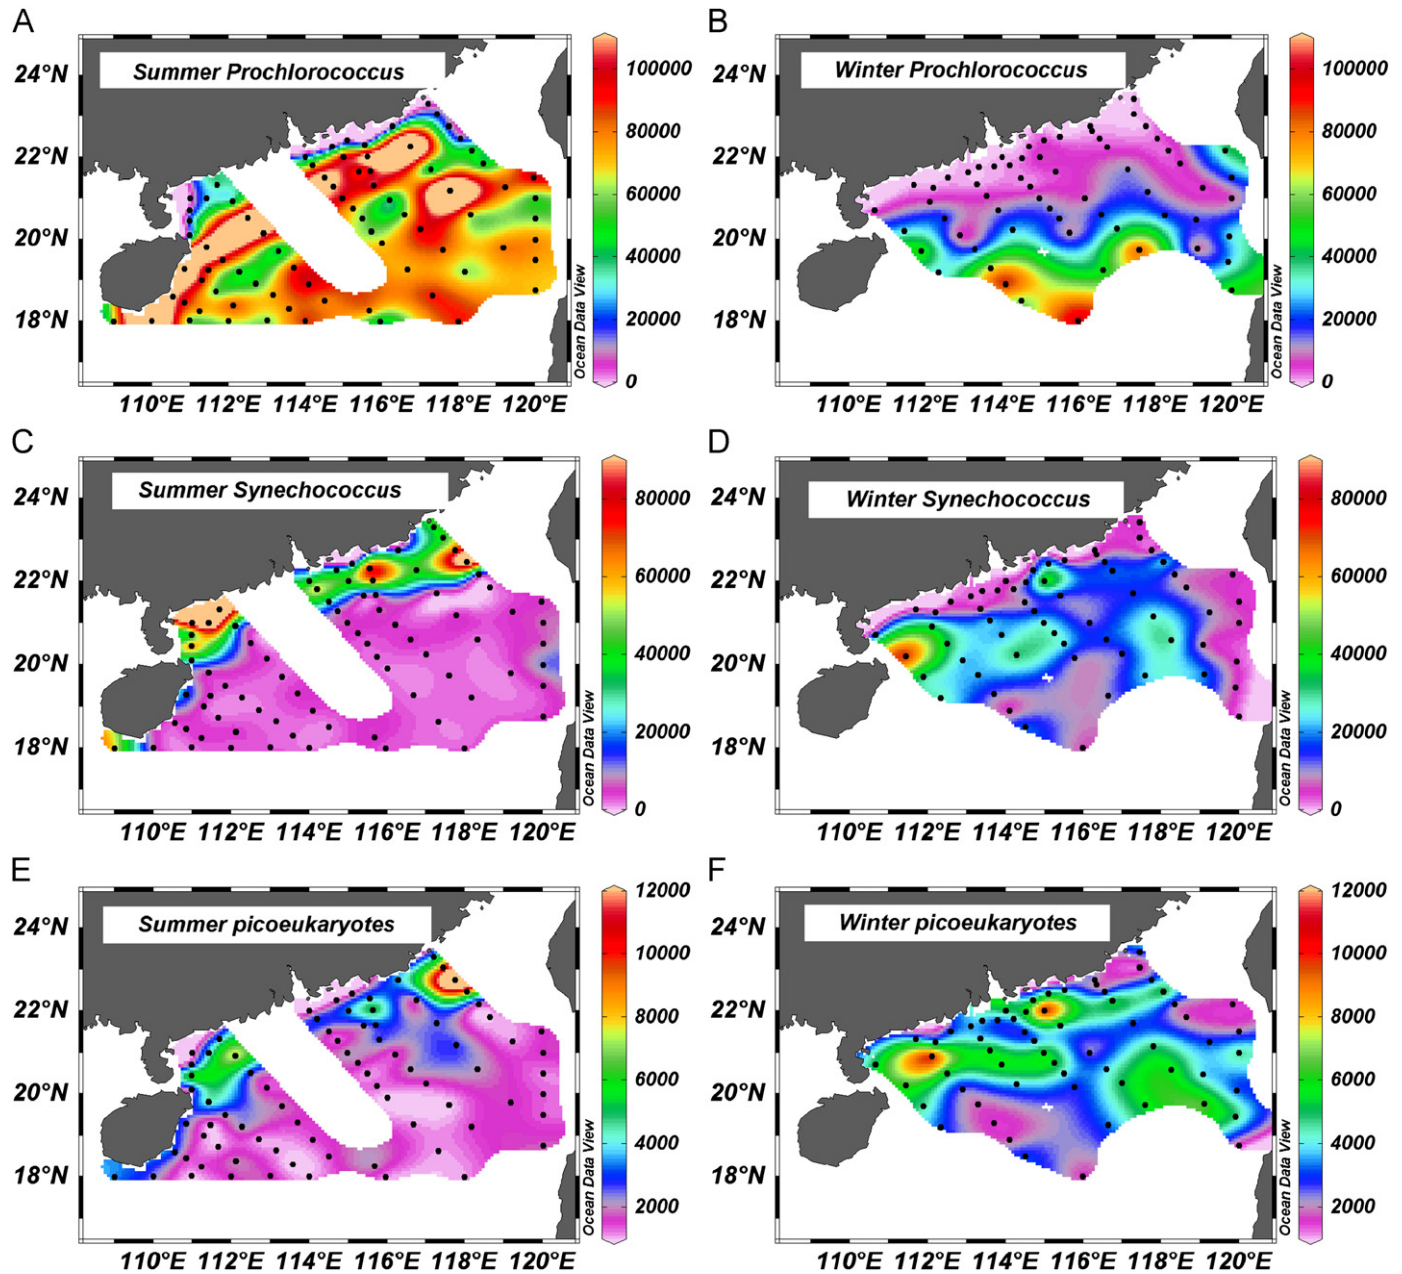 A
Summer Prochlorococcus
24°N
22°N
20°N
18°N
110°E 112°E 114°E 116°E 118°E 120°E
100000
80000
60000
40000
20000
0
Ocean Data View
B
Winter Prochlorococcus
24°N
22°N
20°N
18°N
110°E 112°E 114°E 116°E 118°E 120°E
100000
80000
60000
40000
20000
0
Ocean Data View
C
Summer Synechococcus
24°N
22°N
20°N
18°N
110°E 112°E 114°E 116°E 118°E 120°E
80000
60000
40000
20000
0
Ocean Data View
D
Winter Synechococcus
24°N
22°N
20°N
18°N
110°E 112°E 114°E 116°E 118°E 120°E
80000
60000
40000
20000
0
Ocean Data View
E
Summer picoeukaryotes
24°N
22°N
20°N
18°N
110°E 112°E 114°E 116°E 118°E 120°E
12000
10000
8000
6000
4000
2000
Ocean Data View
F
Winter picoeukaryotes
24°N
22°N
20°N
18°N
110°E 112°E 114°E 116°E 118°E 120°E
12000
10000
8000
6000
4000
2000
Ocean Data View